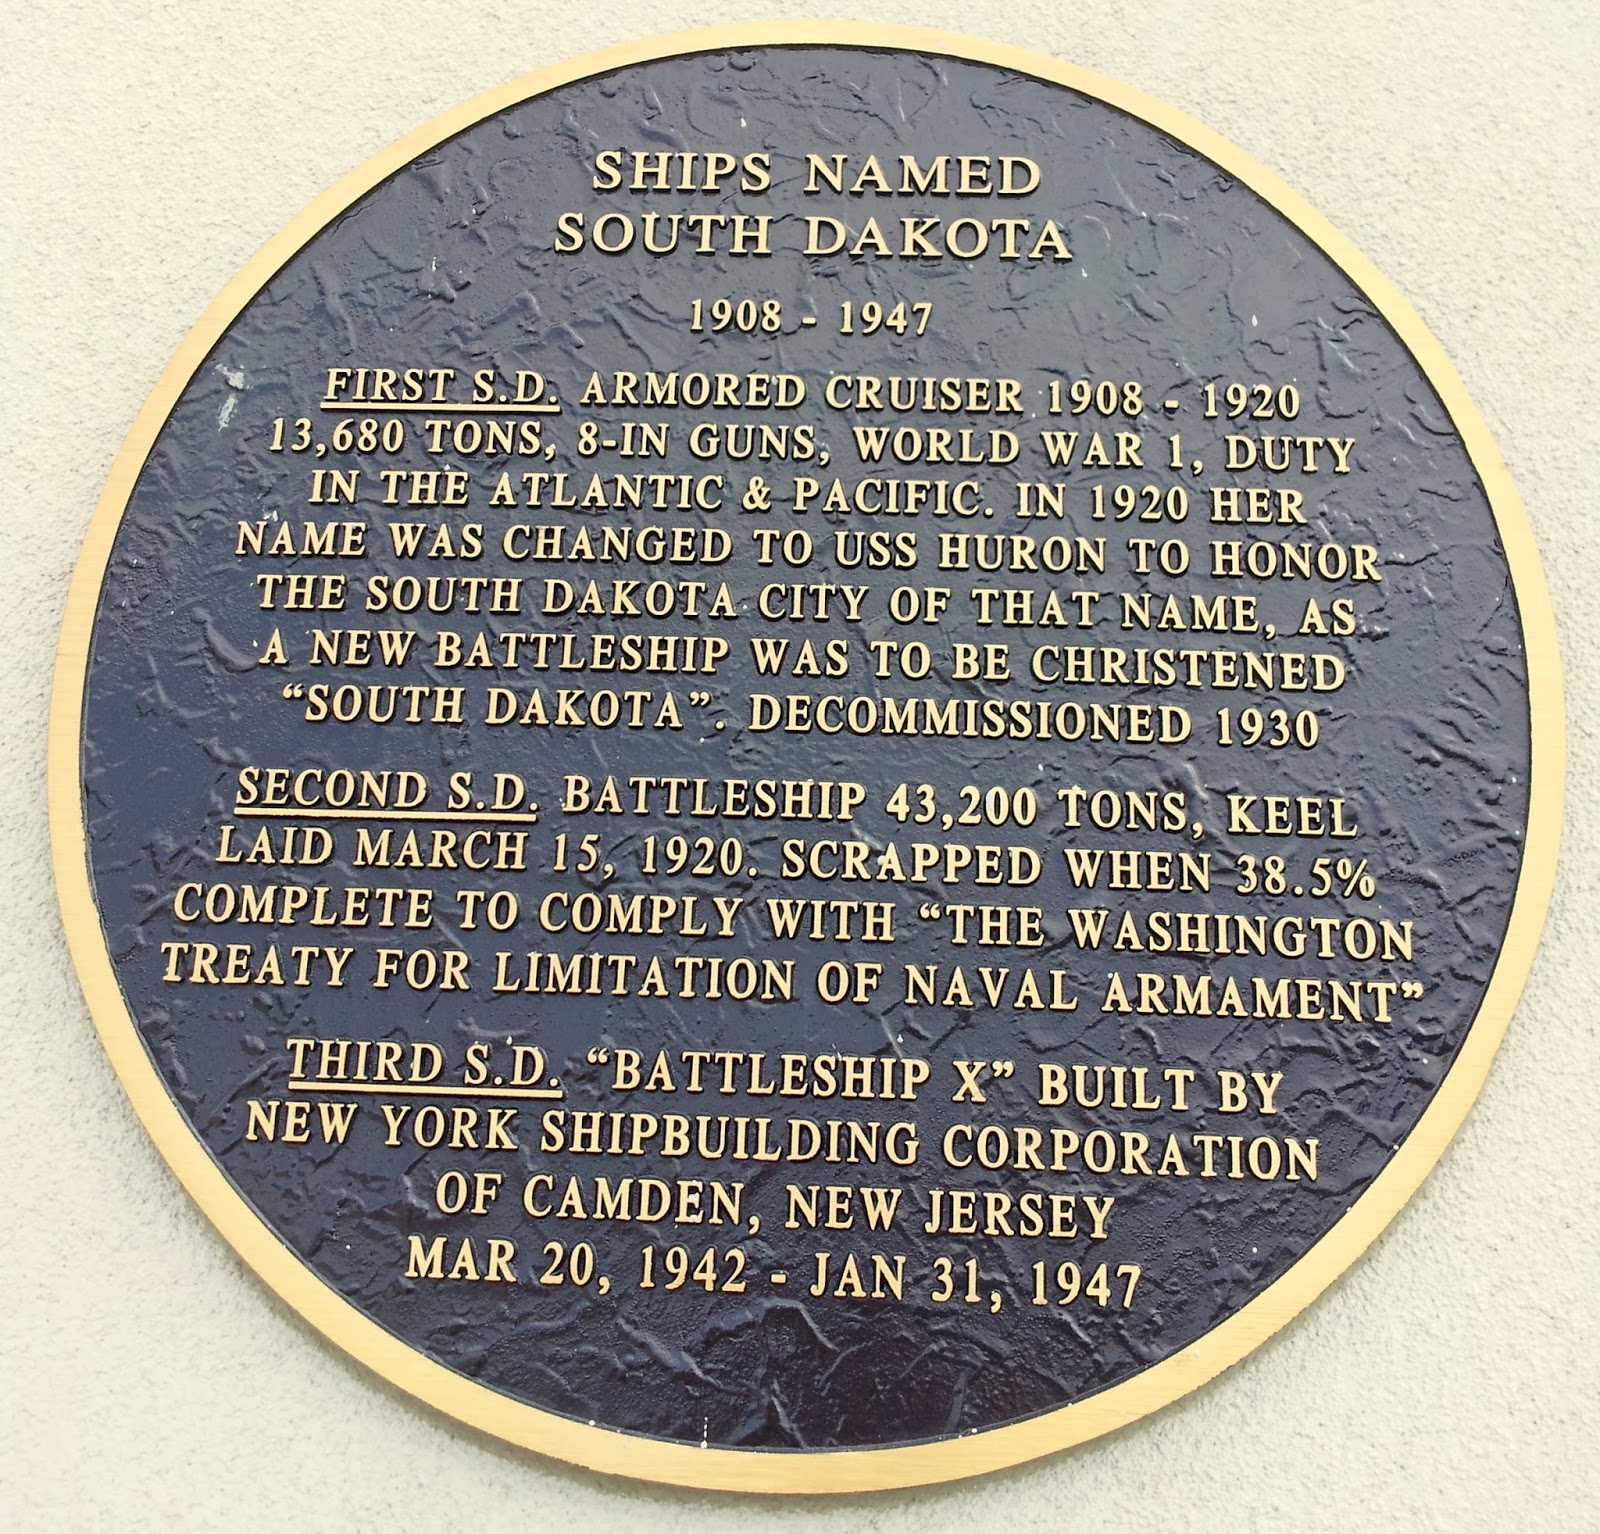 SHIPS NAMED
SOUTH DAKOTA
1908 - 1947
FIRST S.D. ARMORED CRUISER 1908 - 1920
13,680 TONS, 8-IN GUNS, WORLD WAR 1, DUTY
IN THE ATLANTIC & PACIFIC. IN 1920 HER
NAME WAS CHANGED TO USS HURON TO HONOR
THE SOUTH DAKOTA CITY OF THAT NAME, AS
A NEW BATTLESHIP WAS TO BE CHRISTENED
“SOUTH DAKOTA”. DECOMMISSIONED 1930
SECOND S.D. BATTLESHIP 43,200 TONS, KEEL
LAID MARCH 15, 1920. SCRAPPED WHEN 38.5%
COMPLETE TO COMPLY WITH “THE WASHINGTON
TREATY FOR LIMITATION OF NAVAL ARMAMENT”
THIRD S.D. “BATTLESHIP X” BUILT BY
NEW YORK SHIPBUILDING CORPORATION
OF CAMDEN, NEW JERSEY
MAR 20, 1942 - JAN 31, 1947